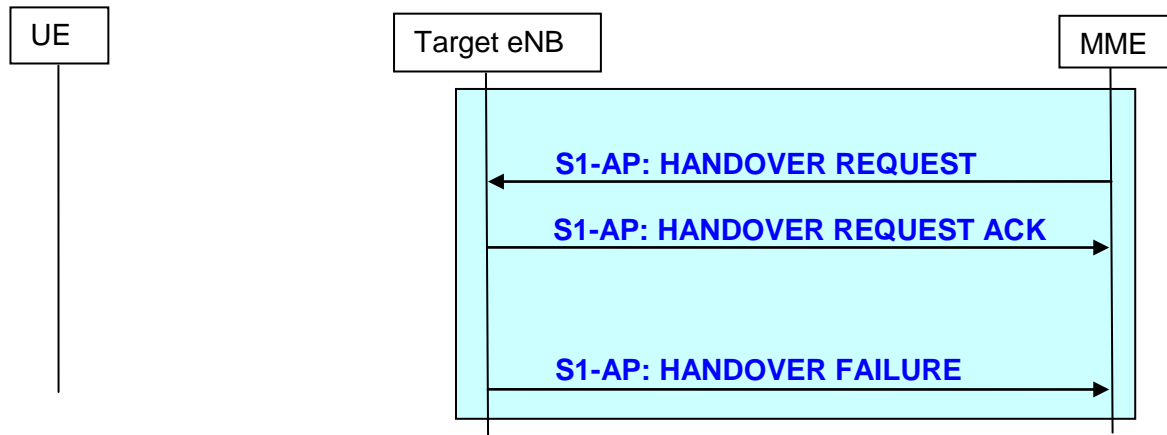 UE
Target eNB
MME
S1-AP: HANDOVER REQUEST
S1-AP: HANDOVER REQUEST ACK
S1-AP: HANDOVER FAILURE